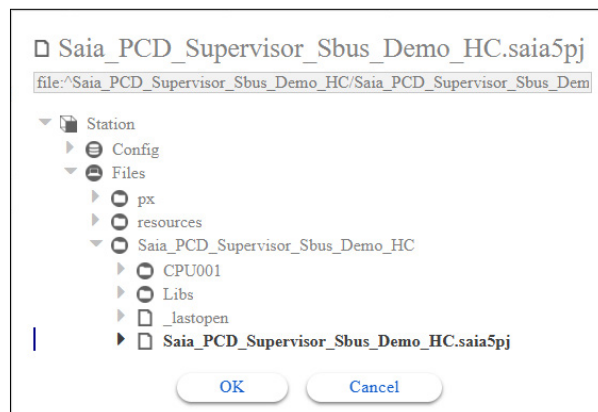 Saia_PCD_Supervisor_Sbus_Demo_HC.saia5pj
file:^Saia_PCD_Supervisor_Sbus_Demo_HC/Saia_PCD_Supervisor_Sbus_Dem
Station
Config
Files
px
resources
Saia_PCD_Supervisor_Sbus_Demo_HC
CPU001
Libs
_lastopen
Saia_PCD_Supervisor_Sbus_Demo_HC.saia5pj
OK Cancel